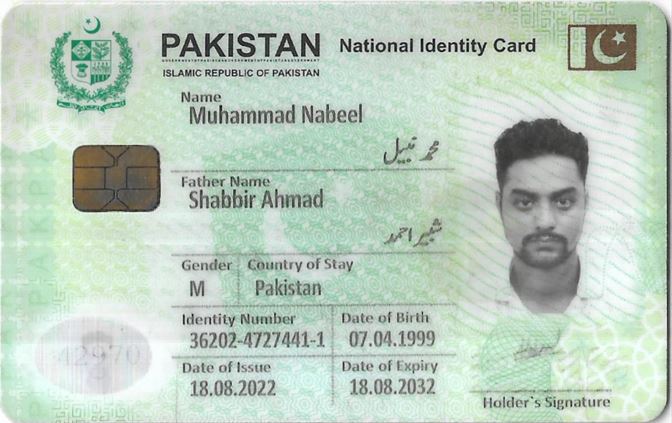 PAKISTAN National Identity Card
ISLAMIC REPUBLIC OF PAKISTAN
Name
Muhammad Nabeel
محمد نبیل
Father Name
Shabbir Ahmad
شبیر احمد
Gender Country of Stay
M Pakistan
Identity Number Date of Birth
36202-4727441-1 07.04.1999
Date of Issue Date of Expiry
18.08.2022 18.08.2032
42970
Holder`s Signature